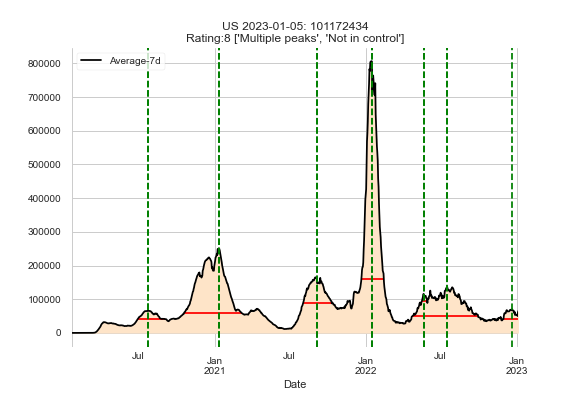 US 2023-01-05: 101172434
Rating:8 ['Multiple peaks', 'Not in control']
Average-7d
800000
700000
600000
500000
400000
300000
200000
100000
0
Jul
Jan
2021
Jul
Jan
2022
Jul
Jan
2023
Date